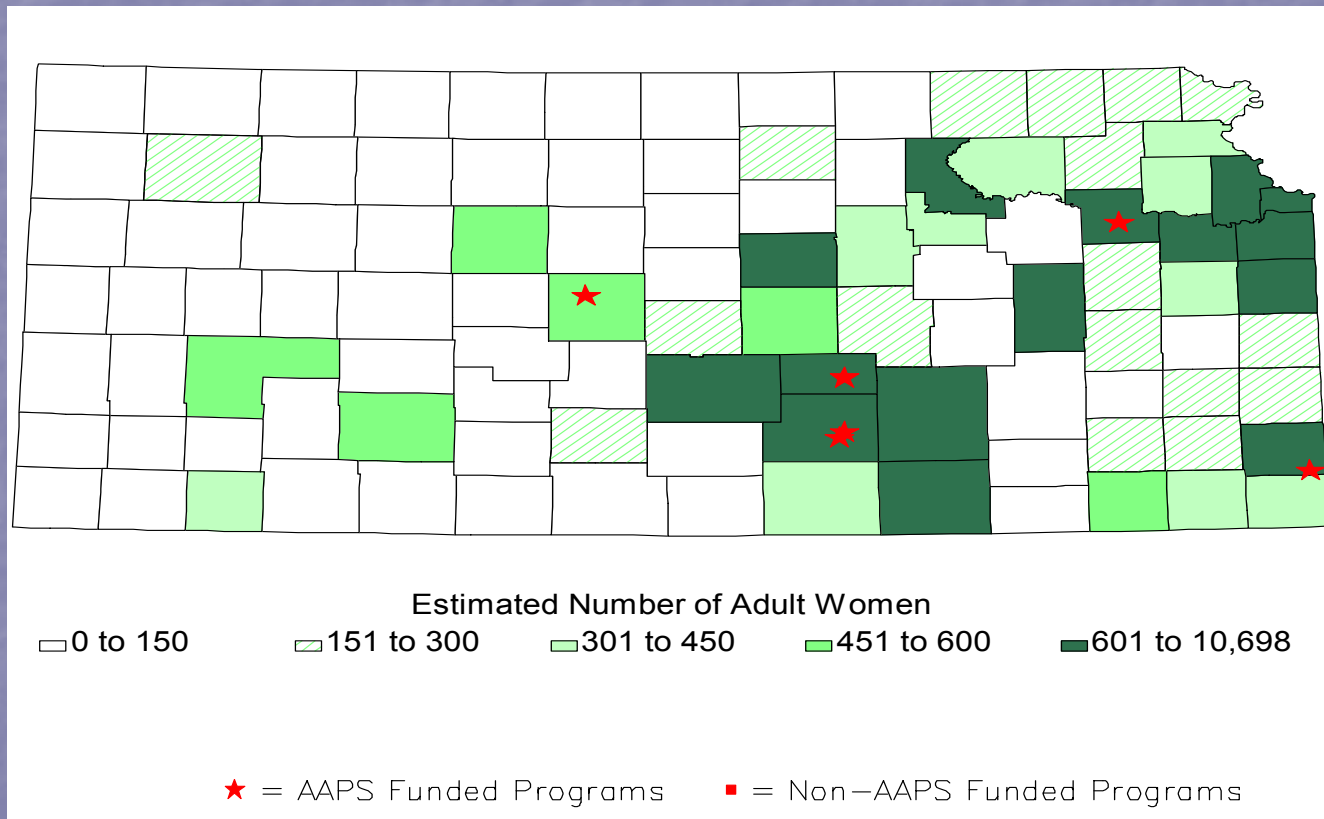 Estimated Number of Adult Women
0 to 150 151 to 300 301 to 450 451 to 600 601 to 10,698
= AAPS Funded Programs = Non-AAPS Funded Programs